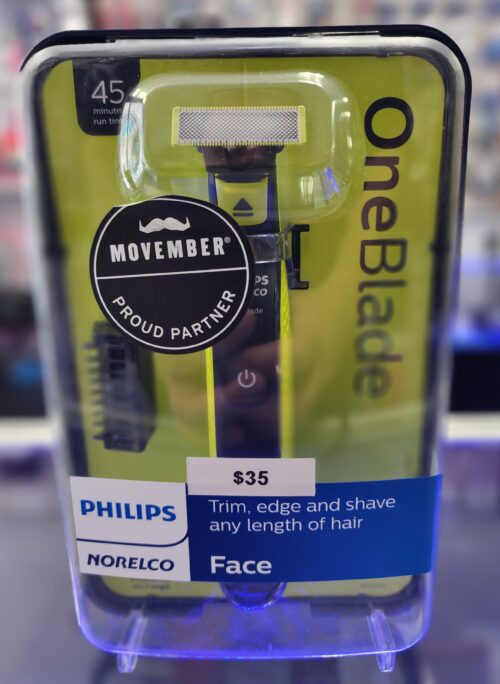 45
minutes
run time
OneBlade
MOVEMBER®
PROUD PARTNER
$35
PHILIPS
NORELCO
Trim, edge and shave
any length of hair
Face
recharge